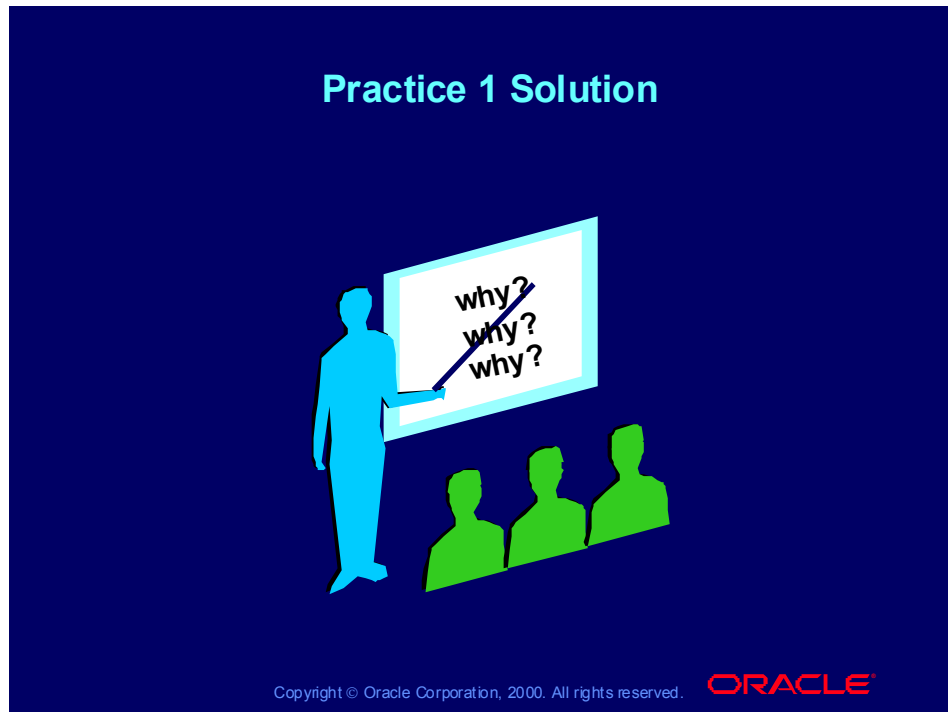 Practice 1 Solution
why?
why?
why?
Copyright © Oracle Corporation, 2000. All rights reserved.
ORACLE®